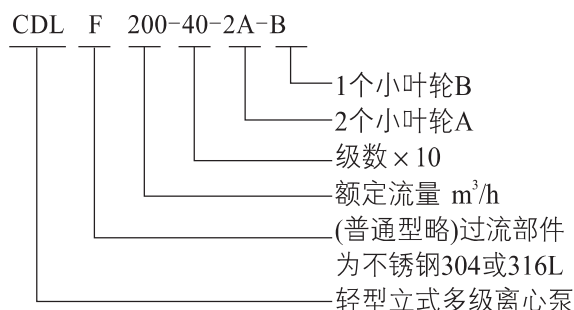 CDL F 200-40-2A-B
1个小叶轮B
2个小叶轮A
级数×10
额定流量 m³/h
(普通型略)过流部件
为不锈钢304或316L
轻型立式多级离心泵